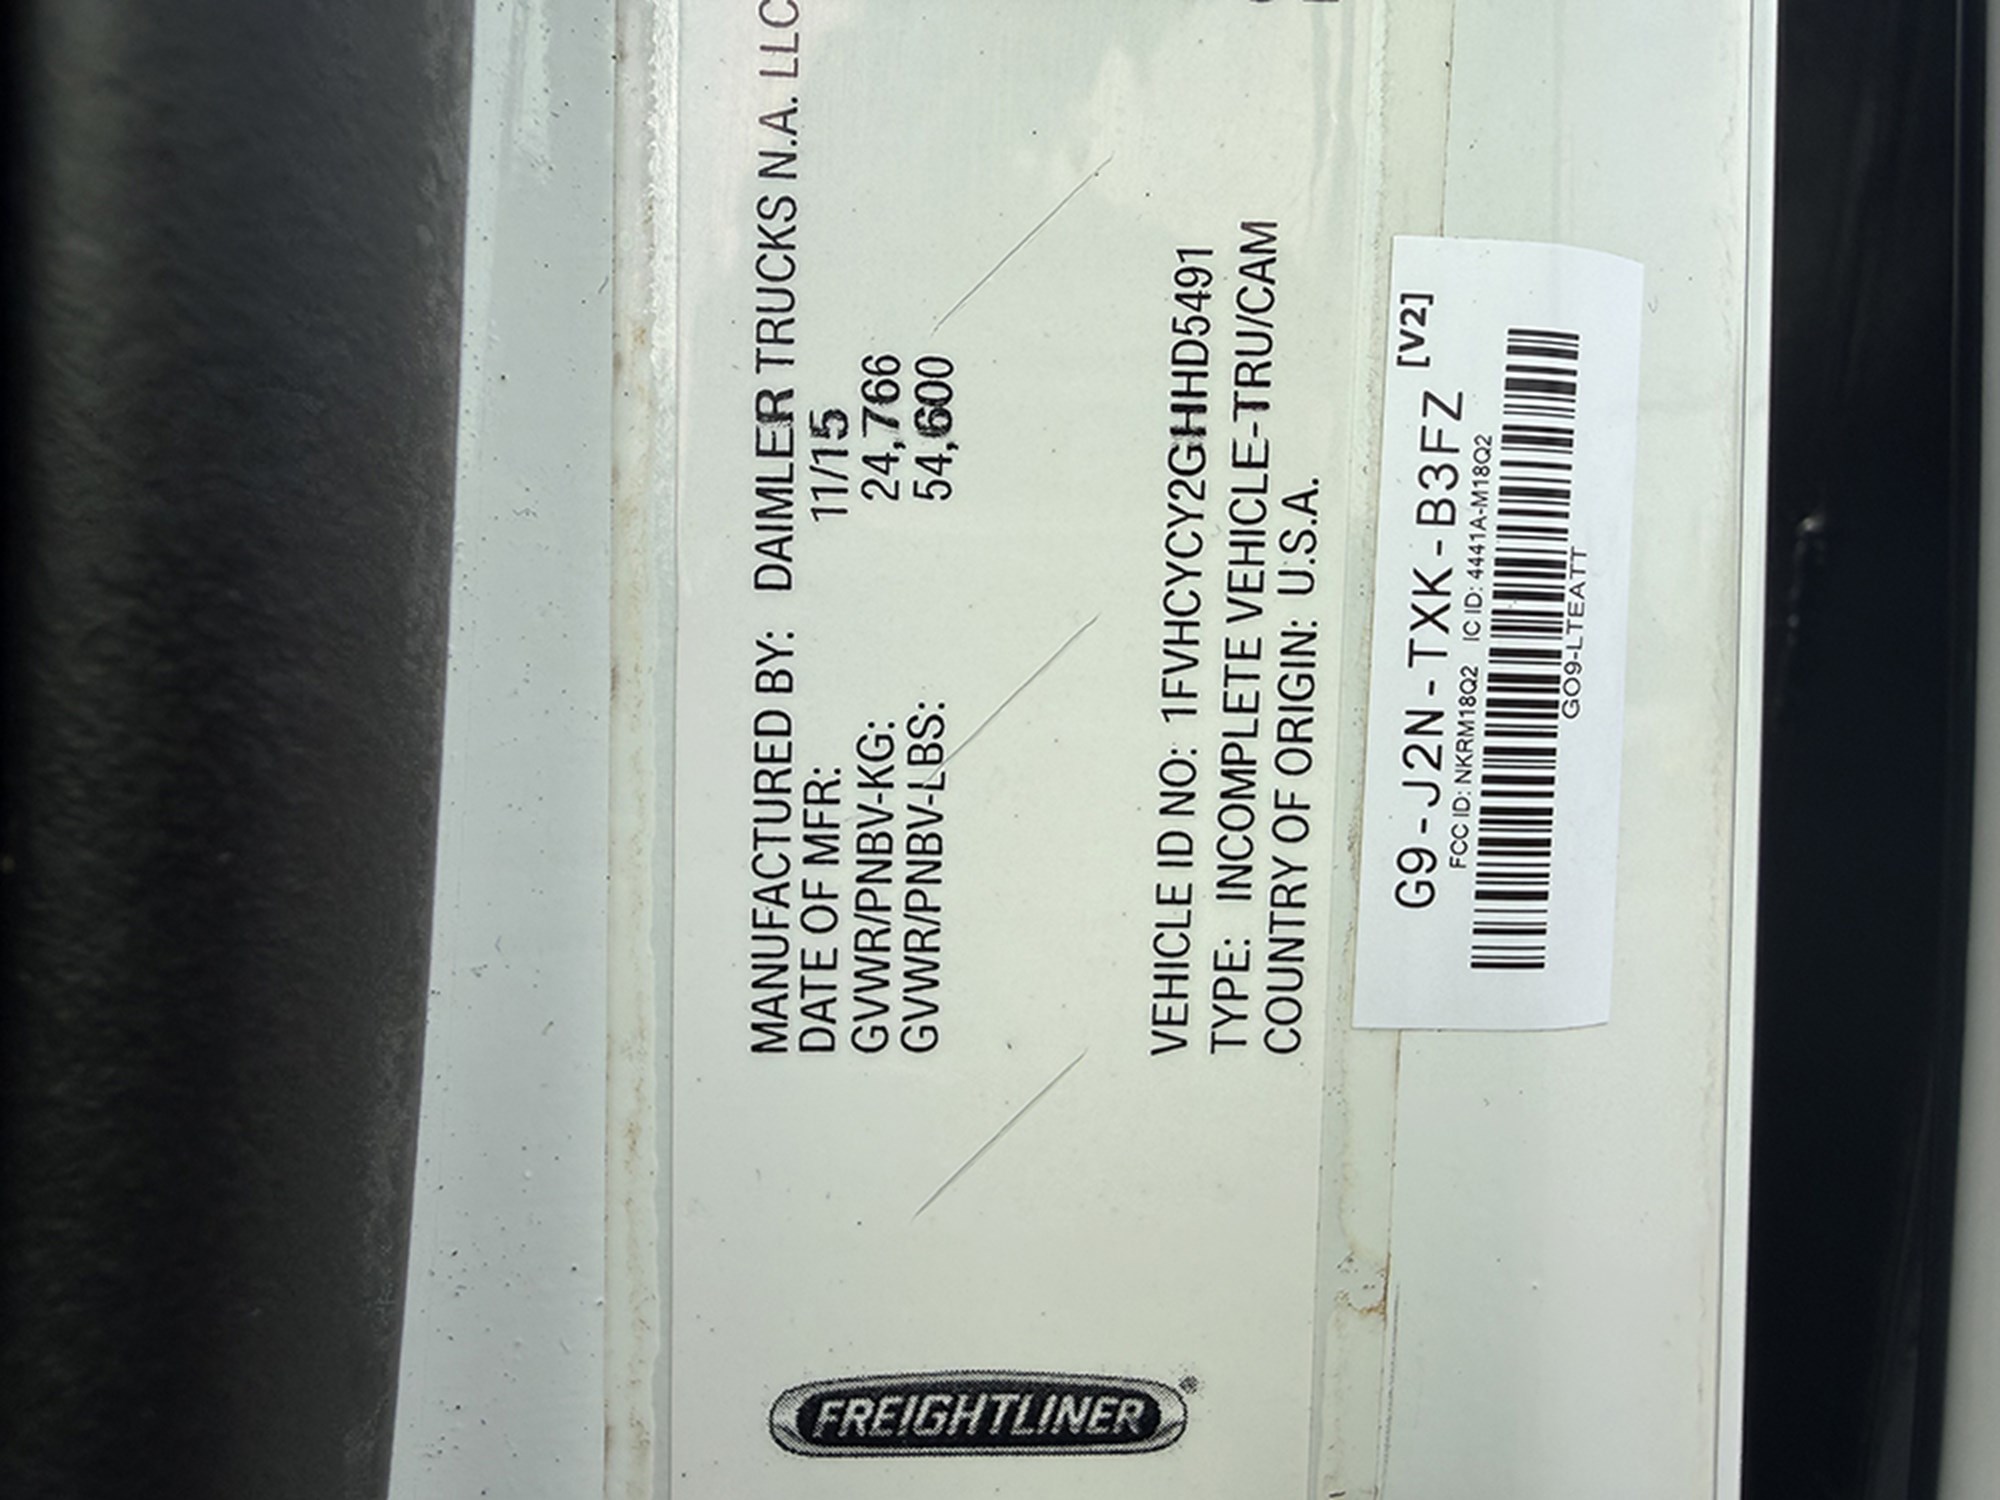 FREIGHTLINER®
MANUFACTURED BY: DAIMLER TRUCKS N.A. LLC
DATE OF MFR: 11/15
GVWR/PNBV-KG: 24,766
GVWR/PNBV-LBS: 54,600
VEHICLE ID NO: 1FVHCYCY2GHHD5491
TYPE: INCOMPLETE VEHICLE-TRU/CAM
COUNTRY OF ORIGIN: U.S.A.
G9-J2N-TXK-B3FZ [V2]
FCC ID: NKRM18Q2 IC ID: 4441A-M18Q2
GO9-LTEATT